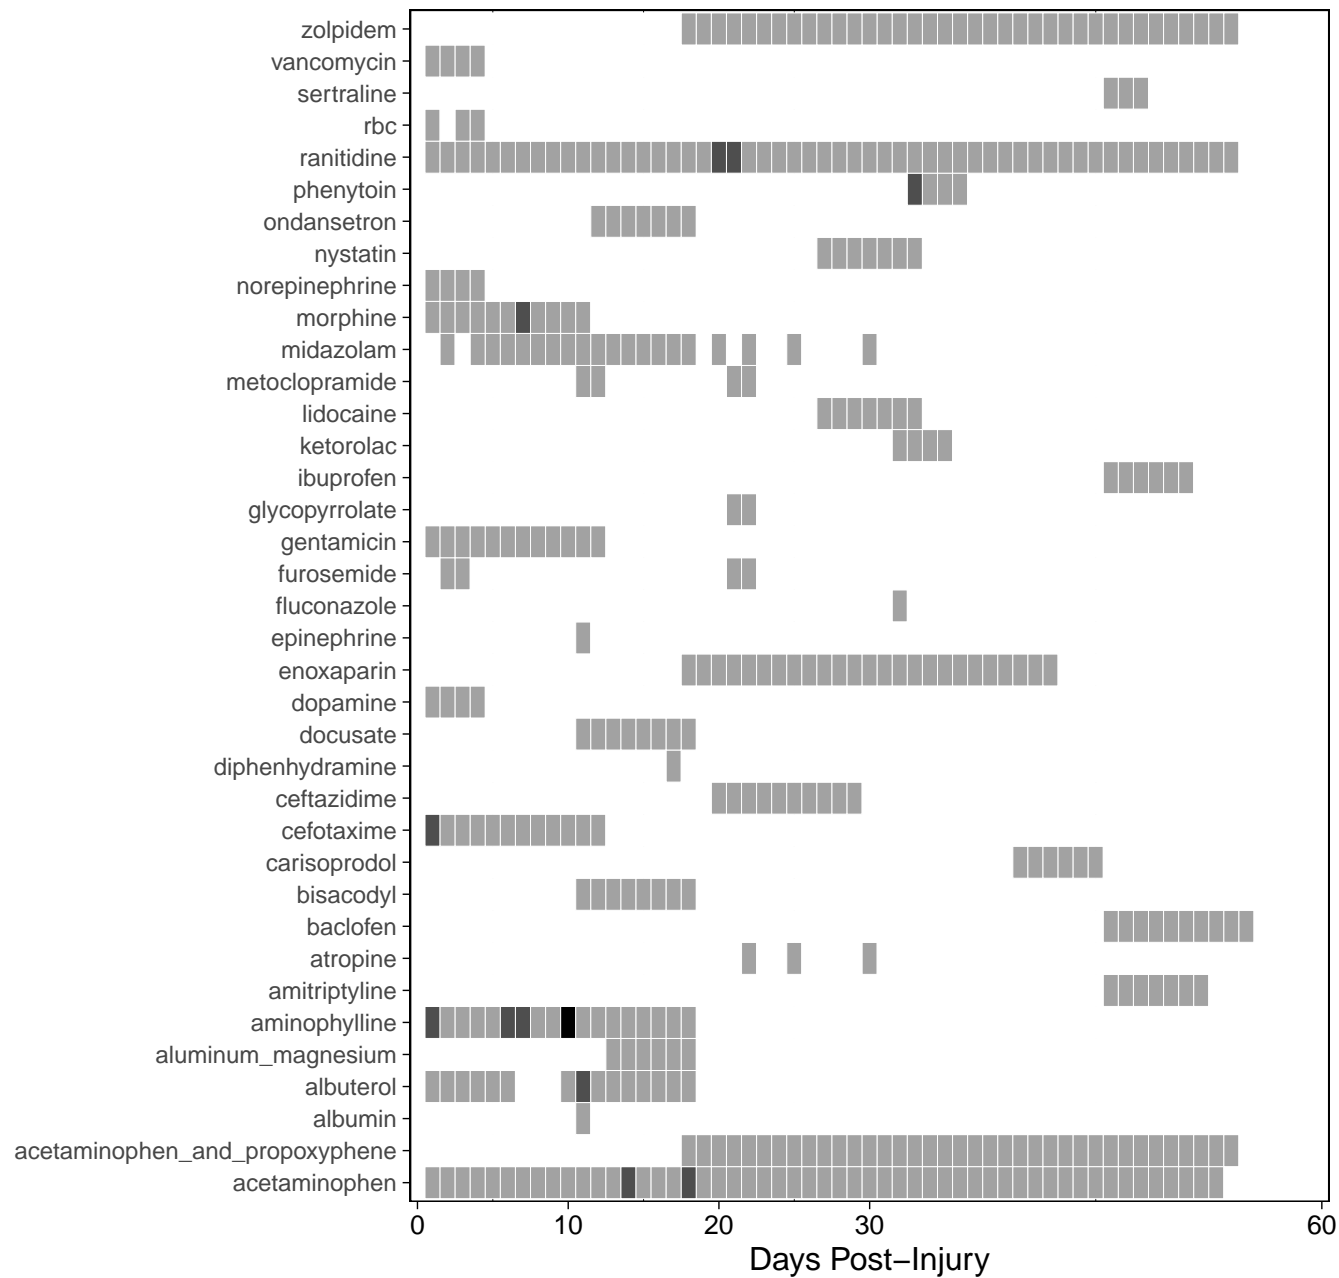 zolpidem
vancomycin
sertraline
rbc
ranitidine
phenytoin
ondansetron
nystatin
norepinephrine
morphine
midazolam
metoclopramide
lidocaine
ketorolac
ibuprofen
glycopyrrolate
gentamicin
furosemide
fluconazole
epinephrine
enoxaparin
dopamine
docusate
diphenhydramine
ceftazidime
cefotaxime
carisoprodol
bisacodyl
baclofen
atropine
amitriptyline
aminophylline
aluminum_magnesium
albuterol
albumin
acetaminophen_and_propoxyphene
acetaminophen
0 10 20 30 60
Days Post−Injury